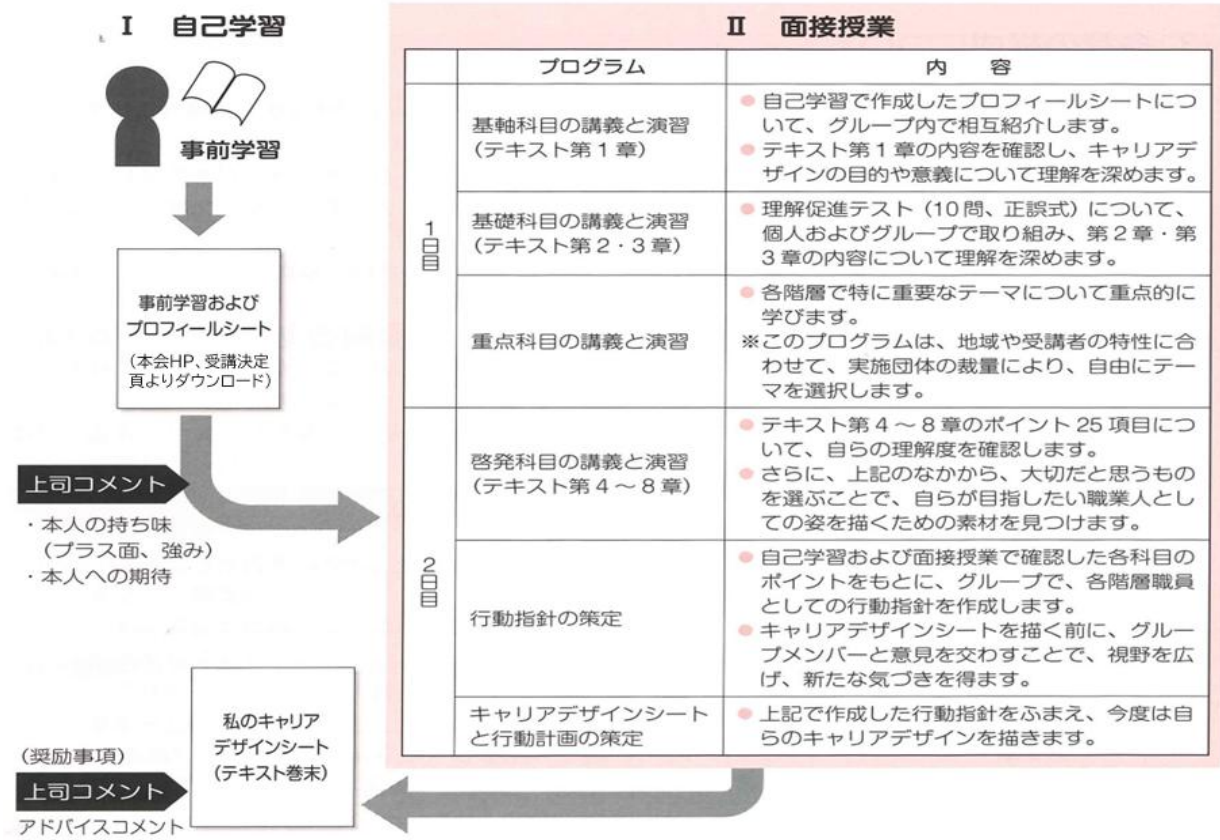 Ⅰ 自己学習
事前学習
事前学習および
プロフィールシート
(本会HP、受講決定
頁よりダウンロード)
上司コメント
・本人の持ち味
(プラス面、強み)
・本人への期待
私のキャリア
デザインシート
(テキスト巻末)
(奨励事項)
上司コメント
アドバイスコメント
Ⅱ 面接授業
プログラム
内 容
1日目
基軸科目の講義と演習
(テキスト第1章)
● 自己学習で作成したプロフィールシートにつ
いて、グループ内で相互紹介します。
● テキスト第1章の内容を確認し、キャリアデ
ザインの目的や意義について理解を深めます。
基礎科目の講義と演習
(テキスト第2・3章)
● 理解促進テスト(10問、正誤式)について、
個人およびグループで取り組み、第2章・第
3章の内容について理解を深めます。
重点科目の講義と演習
● 各階層で特に重要なテーマについて重点的に
学びます。
※このプログラムは、地域や受講者の特性に合
わせて、実施団体の裁量により、自由にテー
マを選択します。
2日目
啓発科目の講義と演習
(テキスト第4～8章)
● テキスト第4～8章のポイント25項目につ
いて、自らの理解度を確認します。
● さらに、上記のなかから、大切だと思うもの
を選ぶことで、自らが目指したい職業人とし
ての姿を描くための素材を見つけます。
行動指針の策定
● 自己学習および面接授業で確認した各科目の
ポイントをもとに、グループで、各階層職員
としての行動指針を作成します。
● キャリアデザインシートを描く前に、グルー
プメンバーと意見を交わすことで、視野を広
げ、新たな気づきを得ます。
キャリアデザインシート
と行動計画の策定
● 上記で作成した行動指針をふまえ、今度は自
らのキャリアデザインを描きます。